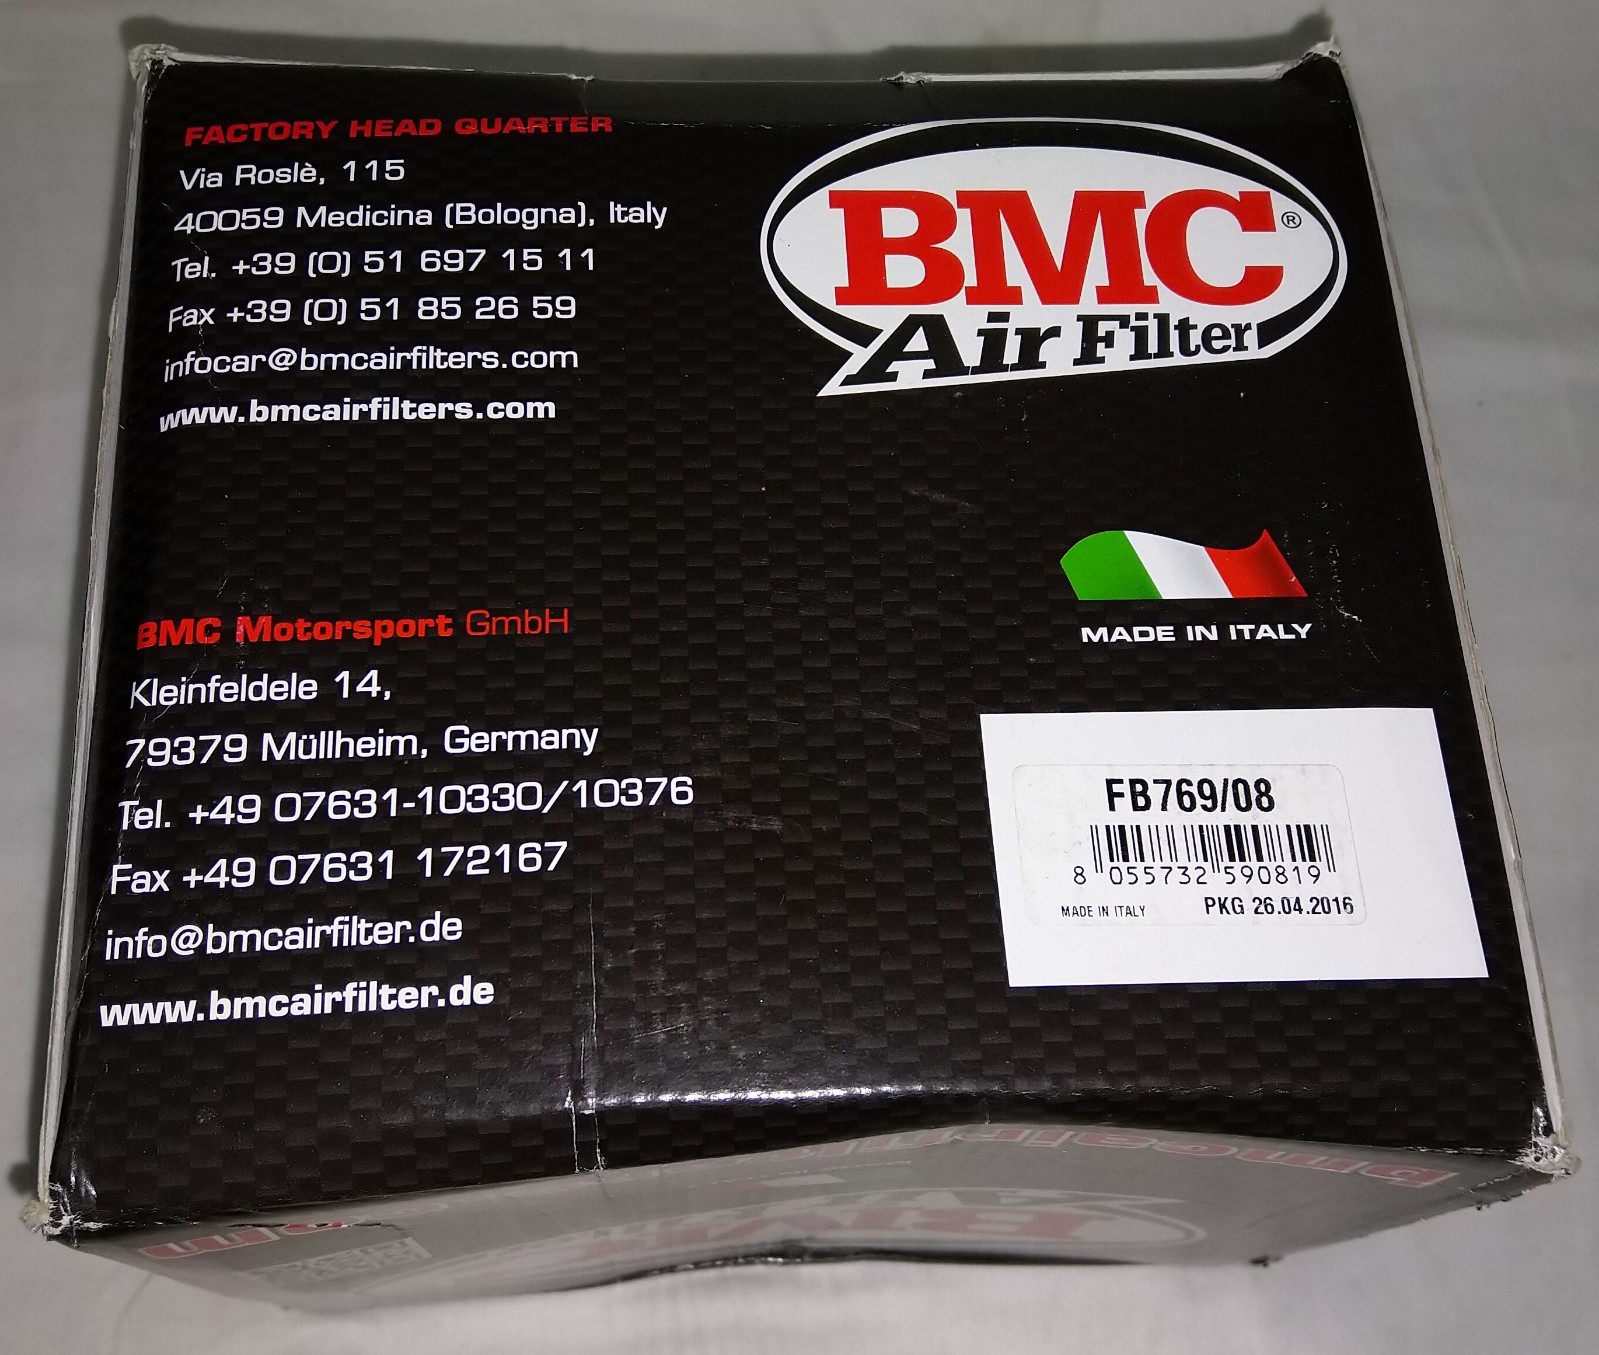 FACTORY HEAD QUARTER
Via Roslè, 115
40059 Medicina (Bologna), Italy
Tel. +39 (0) 51 697 15 11
Fax +39 (0) 51 85 26 59
infocar@bmcairfilters.com
www.bmcairfilters.com
BMC®
Air Filter
MADE IN ITALY
BMC Motorsport GmbH
Kleinfeldele 14,
79379 Müllheim, Germany
Tel. +49 07631-10330/10376
Fax +49 07631 172167
info@bmcairfilter.de
www.bmcairfilter.de
FB769/08
8 055732 590819
MADE IN ITALY PKG 26.04.2016